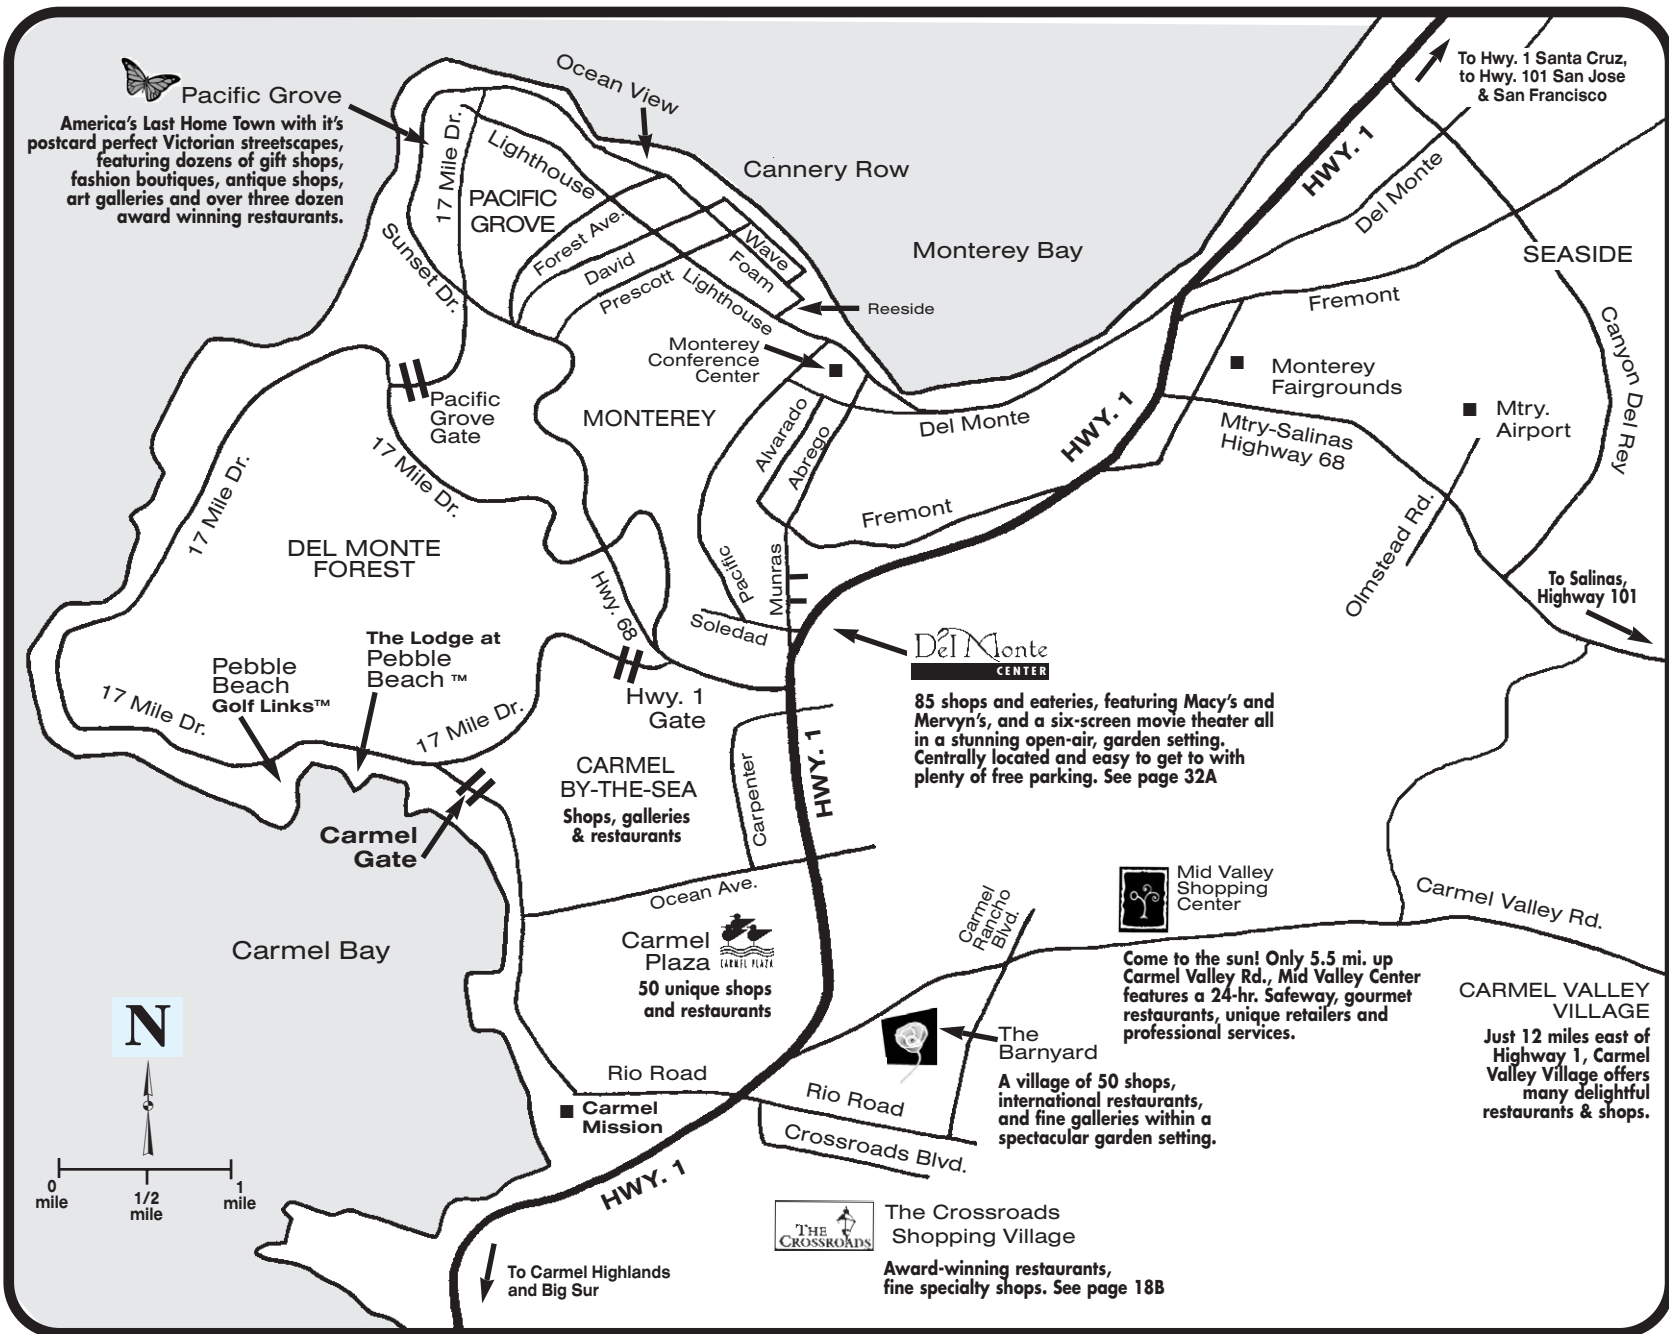 Pacific Grove
America's Last Home Town with it's
postcard perfect Victorian streetscapes,
featuring dozens of gift shops,
fashion boutiques, antique shops,
art galleries and over three dozen
award winning restaurants.
Ocean View
Cannery Row
Monterey Bay
To Hwy. 1 Santa Cruz,
to Hwy. 101 San Jose
& San Francisco
HWY. 1
Del Monte
SEASIDE
Fremont
Canyon Del Rey
17 Mile Dr.
Lighthouse
PACIFIC
GROVE
Sunset Dr.
Forest Ave.
David
Prescott
Wave
Foam
Lighthouse
Reeside
Monterey
Conference
Center
Monterey
Fairgrounds
Mtry.
Airport
Mtry-Salinas
Highway 68
Olmstead Rd.
To Salinas,
Highway 101
Pacific
Grove
Gate
MONTEREY
Alvarado
Abrego
Del Monte
HWY. 1
Fremont
17 Mile Dr.
17 Mile Dr.
DEL MONTE
FOREST
Pacific
Munras
Hwy. 68
Soledad
Del Monte
CENTER
85 shops and eateries, featuring Macy's and
Mervyn's, and a six-screen movie theater all
in a stunning open-air, garden setting.
Centrally located and easy to get to with
plenty of free parking. See page 32A
The Lodge at
Pebble
Beach ™
Pebble
Beach
Golf Links™
17 Mile Dr.
17 Mile Dr.
Hwy. 1
Gate
CARMEL
BY-THE-SEA
Shops, galleries
& restaurants
Carpenter
HWY. 1
Carmel
Gate
Ocean Ave.
Carmel
Plaza
CARMEL PLAZA
50 unique shops
and restaurants
Carmel Bay
Carmel
Rancho
Blvd.
Mid Valley
Shopping
Center
Come to the sun! Only 5.5 mi. up
Carmel Valley Rd., Mid Valley Center
features a 24-hr. Safeway, gourmet
restaurants, unique retailers and
professional services.
Carmel Valley Rd.
CARMEL VALLEY
VILLAGE
Just 12 miles east of
Highway 1, Carmel
Valley Village offers
many delightful
restaurants & shops.
The
Barnyard
A village of 50 shops,
international restaurants,
and fine galleries within a
spectacular garden setting.
Rio Road
Rio Road
Crossroads Blvd.
Carmel
Mission
HWY. 1
N
0
mile
1/2
mile
1
mile
THE
CROSSROADS
The Crossroads
Shopping Village
Award-winning restaurants,
fine specialty shops. See page 18B
To Carmel Highlands
and Big Sur